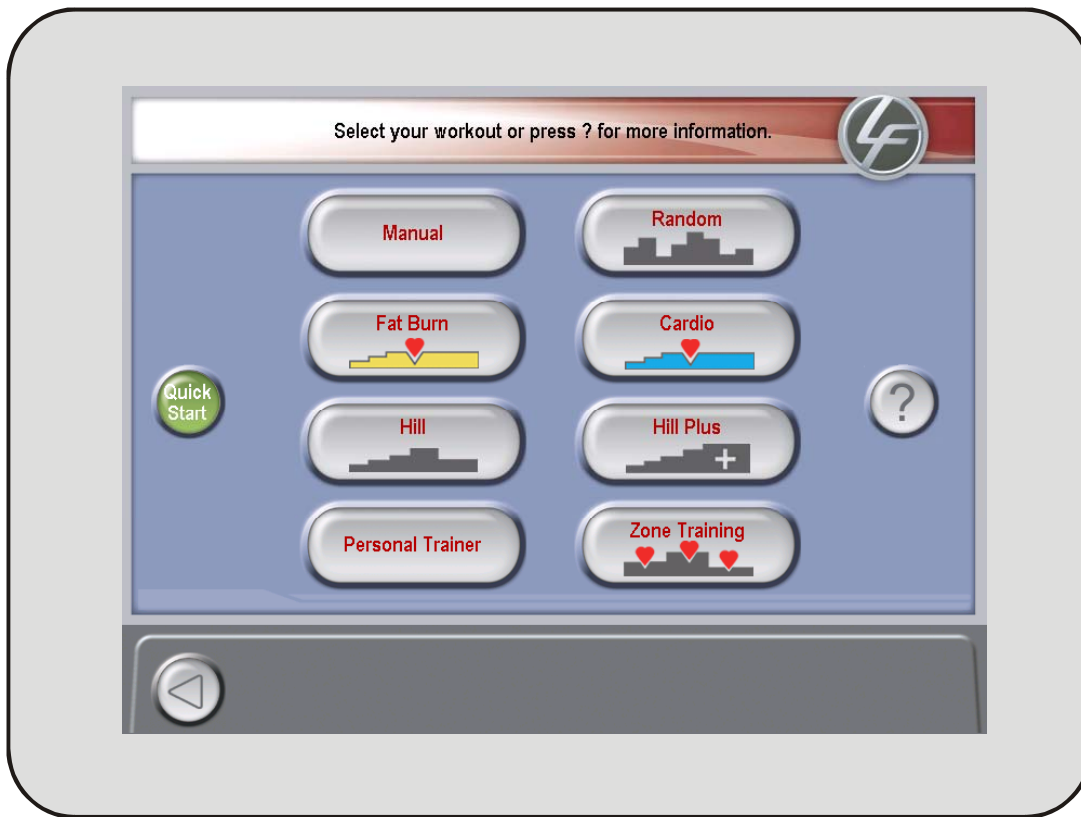 Select your workout or press ? for more information.
LF
Manual
Random
Fat Burn
Cardio
Quick
Start
?
Hill
Hill Plus
+
Personal Trainer
Zone Training